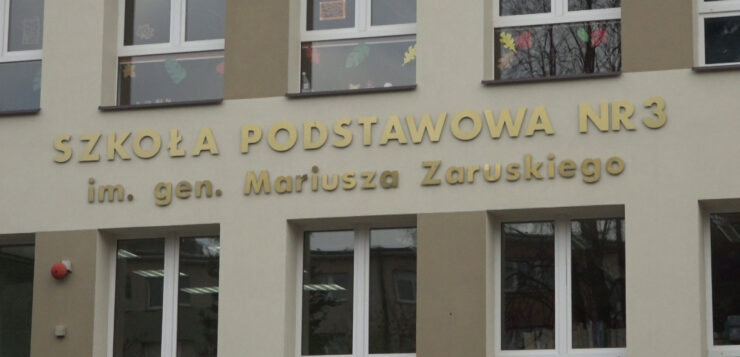 SZKOŁA PODSTAWOWA NR 3
im. gen. Mariusza Zaruskiego